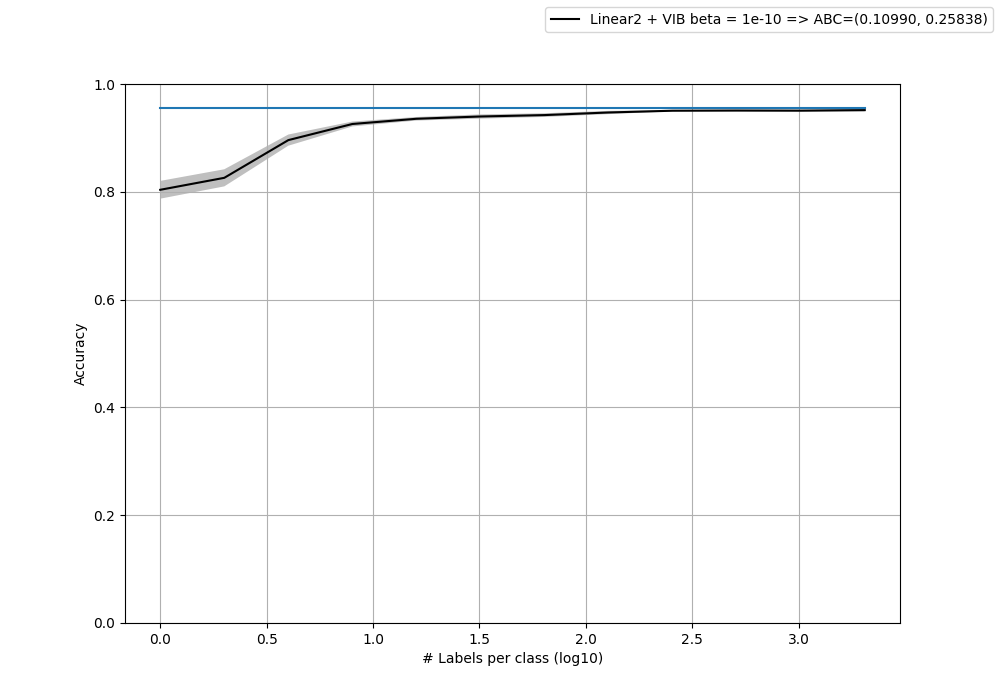 Linear2 + VIB beta = 1e-10 => ABC=(0.10990, 0.25838)
1.0
0.8
0.6
0.4
0.2
0.0
Accuracy
0.0 0.5 1.0 1.5 2.0 2.5 3.0
# Labels per class (log10)